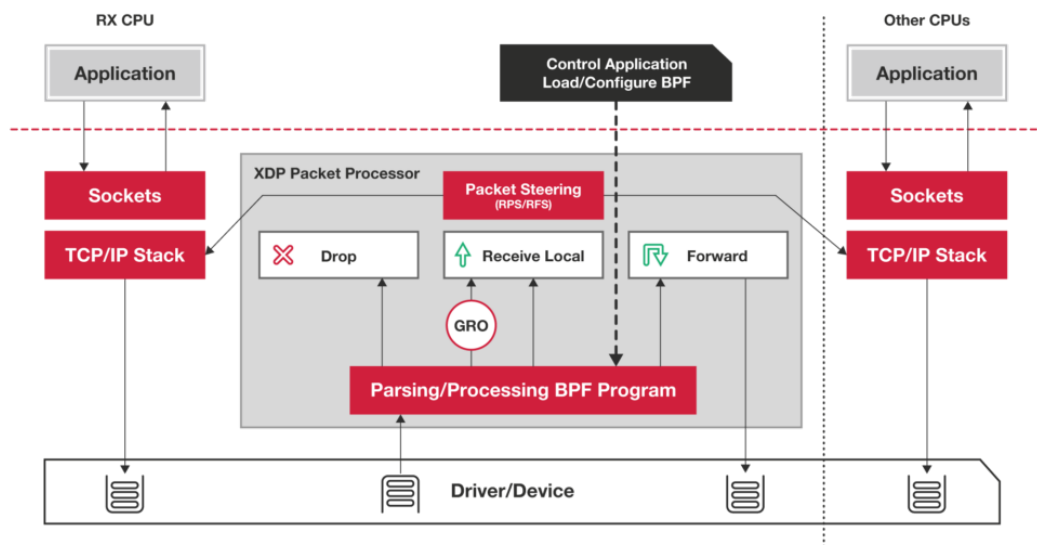 RX CPU
Other CPUs
Application
Control Application
Load/Configure BPF
Application
XDP Packet Processor
Sockets
Packet Steering
(RPS/RFS)
Sockets
TCP/IP Stack
Drop
Receive Local
Forward
TCP/IP Stack
GRO
Parsing/Processing BPF Program
Driver/Device